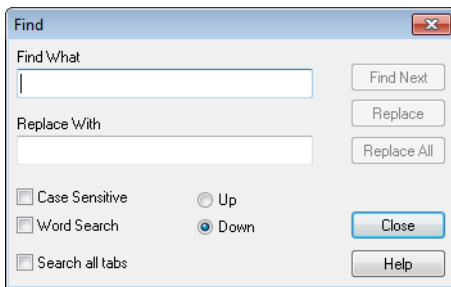 Find
Find What
Find Next
Replace
Replace With
Replace All
Case Sensitive
Up
Word Search
Down
Close
Search all tabs
Help